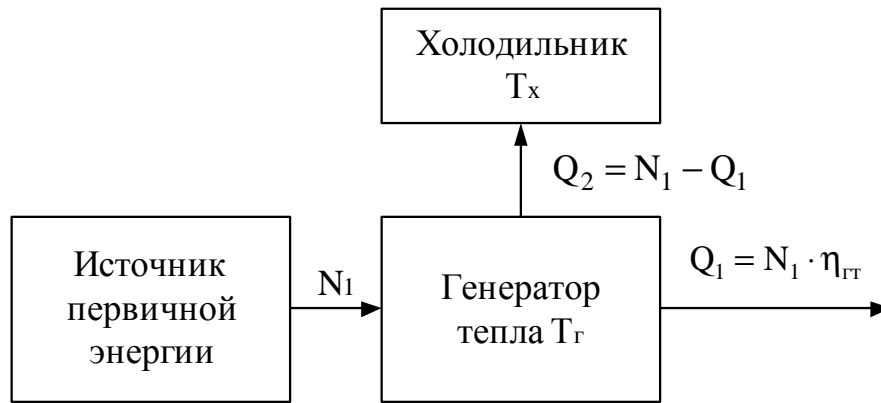 Холодильник
Tх
Q₂ = N₁ − Q₁
Источник
первичной
энергии
N1
Генератор
тепла Tг
Q₁ = N₁ · ηгт